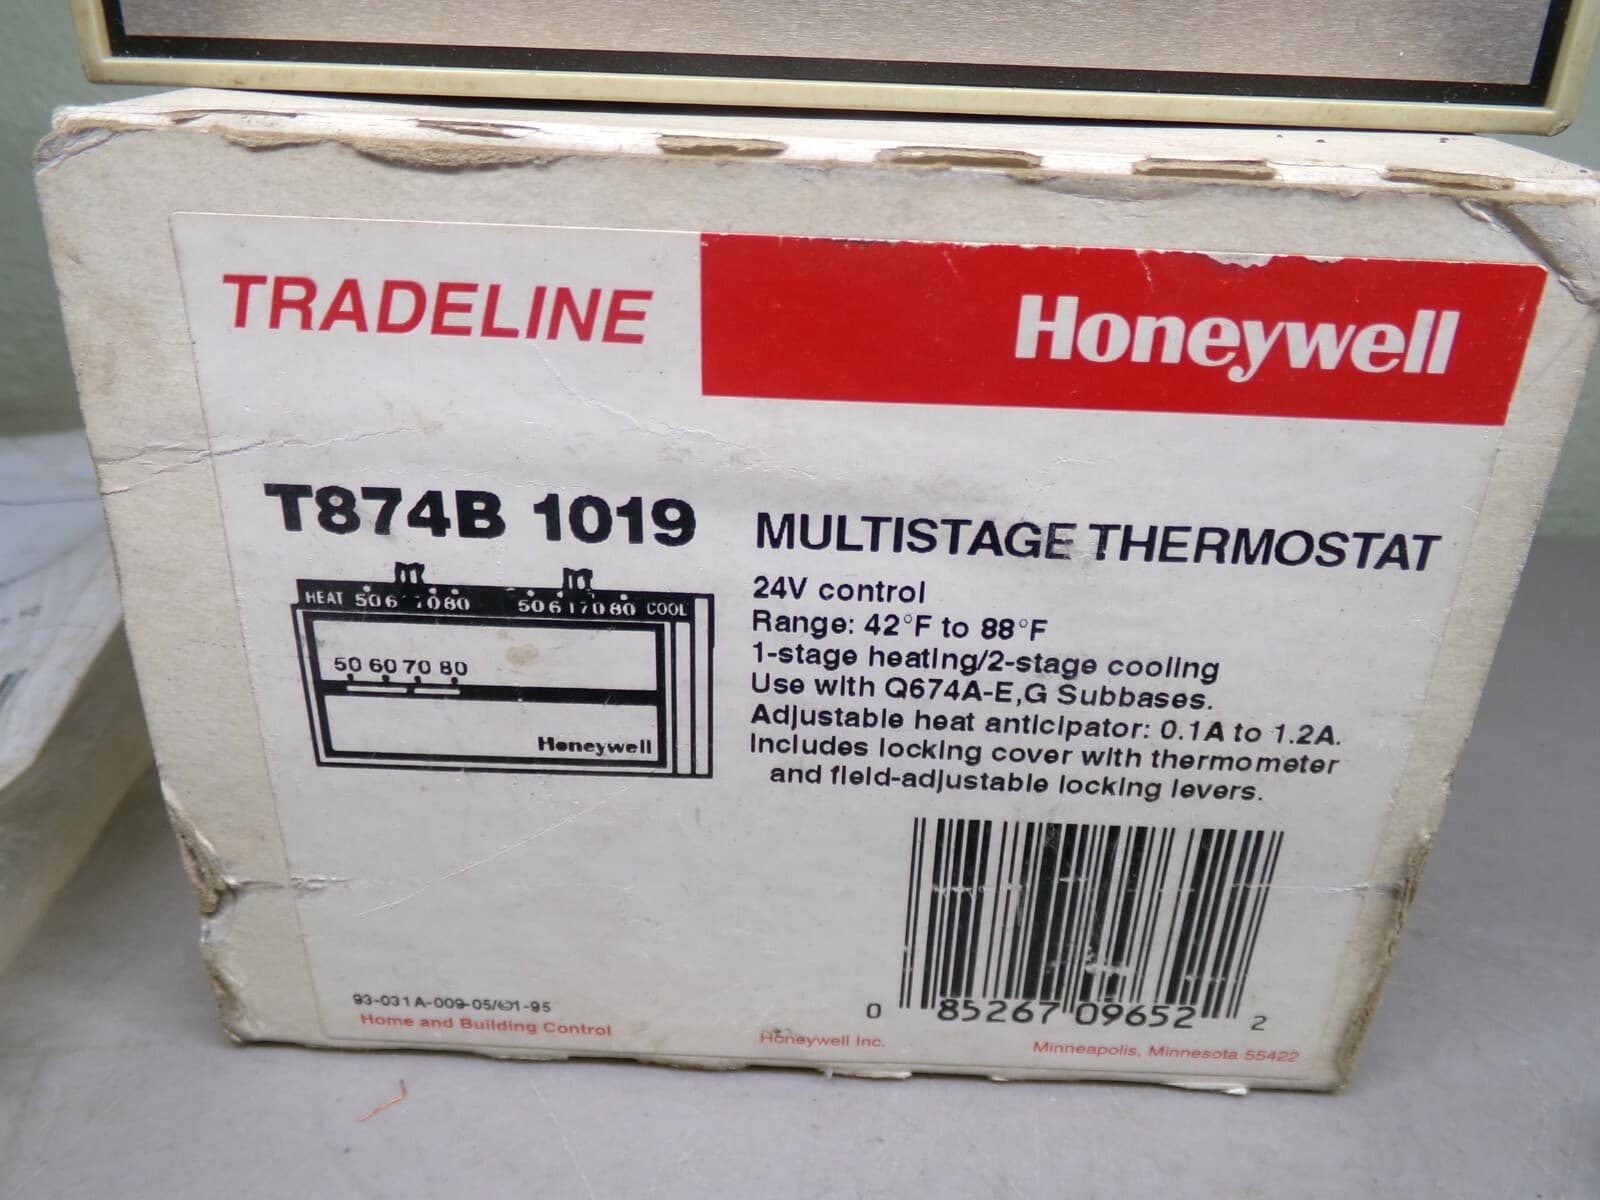 TRADELINE
Honeywell
T874B 1019
MULTISTAGE THERMOSTAT
24V control
Range: 42°F to 88°F
1-stage heating/2-stage cooling
Use with Q674A-E,G Subbases.
Adjustable heat anticipator: 0.1A to 1.2A.
Includes locking cover with thermometer
and field-adjustable locking levers.
HEAT 50 6 70 80 50 6 70 80 COOL
50 60 70 80
Honeywell
0 85267 09652 2
93-031A-009-05/01-95
Home and Building Control
Honeywell Inc.
Minneapolis, Minnesota 55422